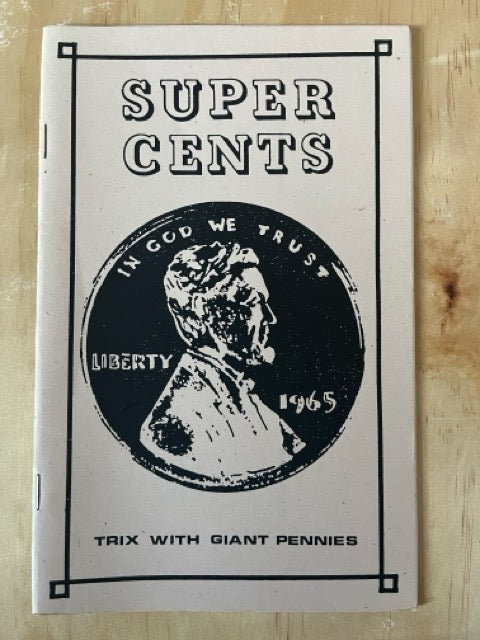 SUPER
CENTS
IN GOD WE TRUST
LIBERTY
1965
TRIX WITH GIANT PENNIES